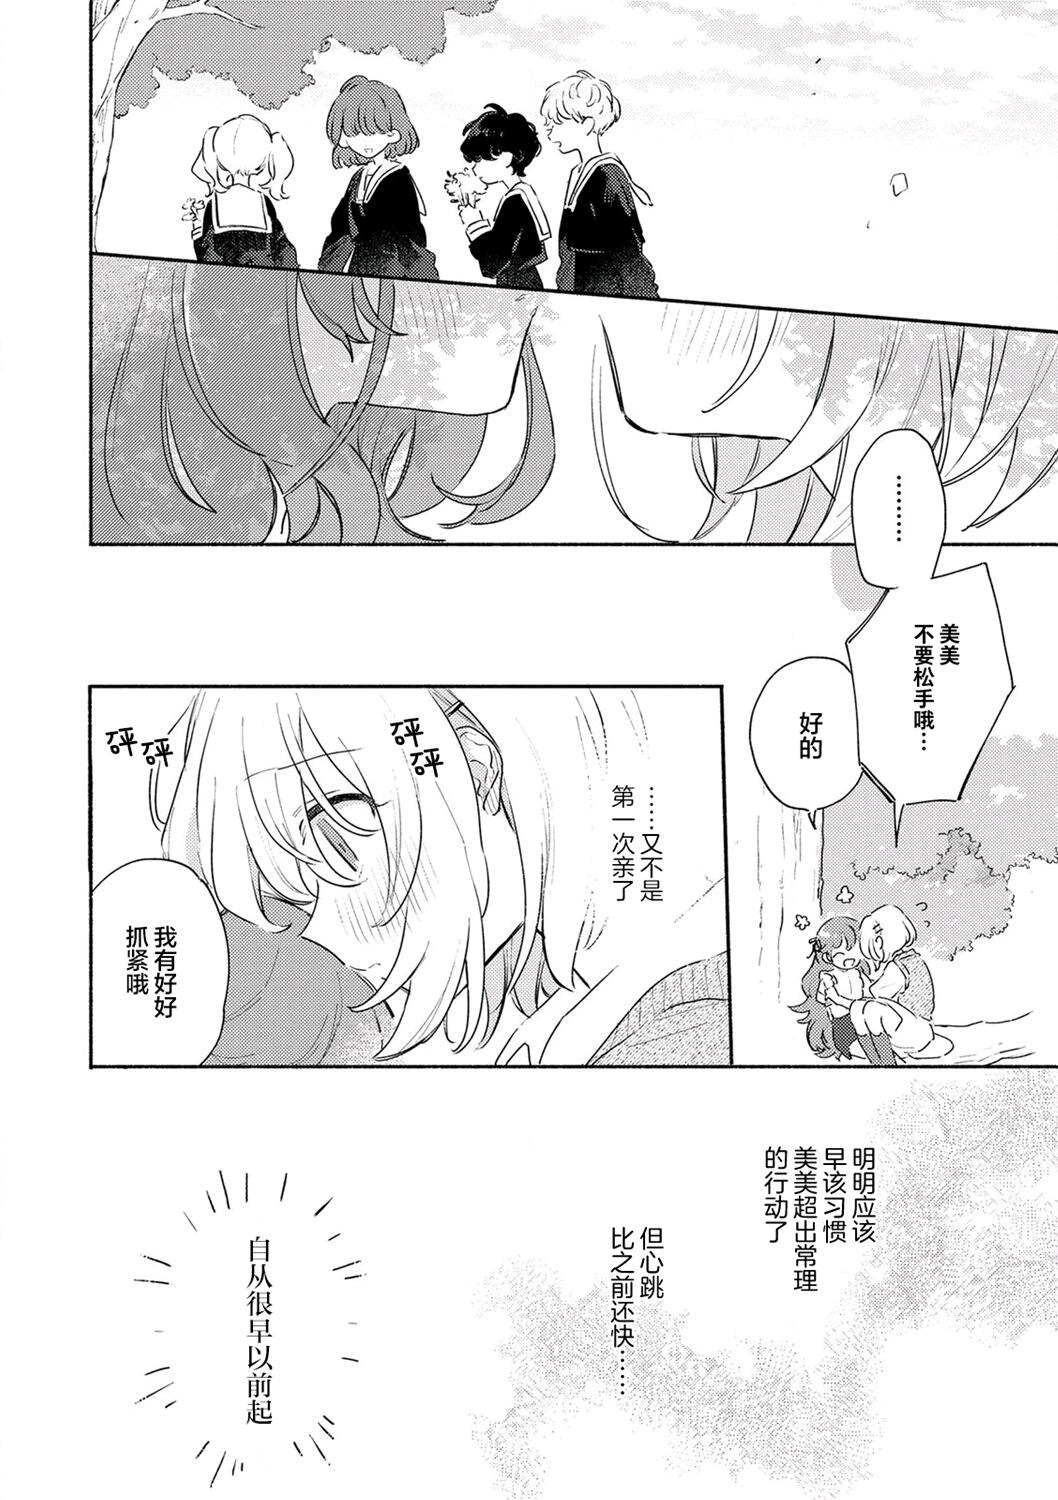 ………
美美
不要松手哦…
好的
……又不是
第一次亲了
砰砰
砰砰
我有好好
抓紧哦
明明应该
早该习惯
美美超出常理
的行动了
但心跳
比之前还快……
自从很早以前起